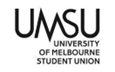 UMSU
UNIVERSITY
OF MELBOURNE
STUDENT UNION